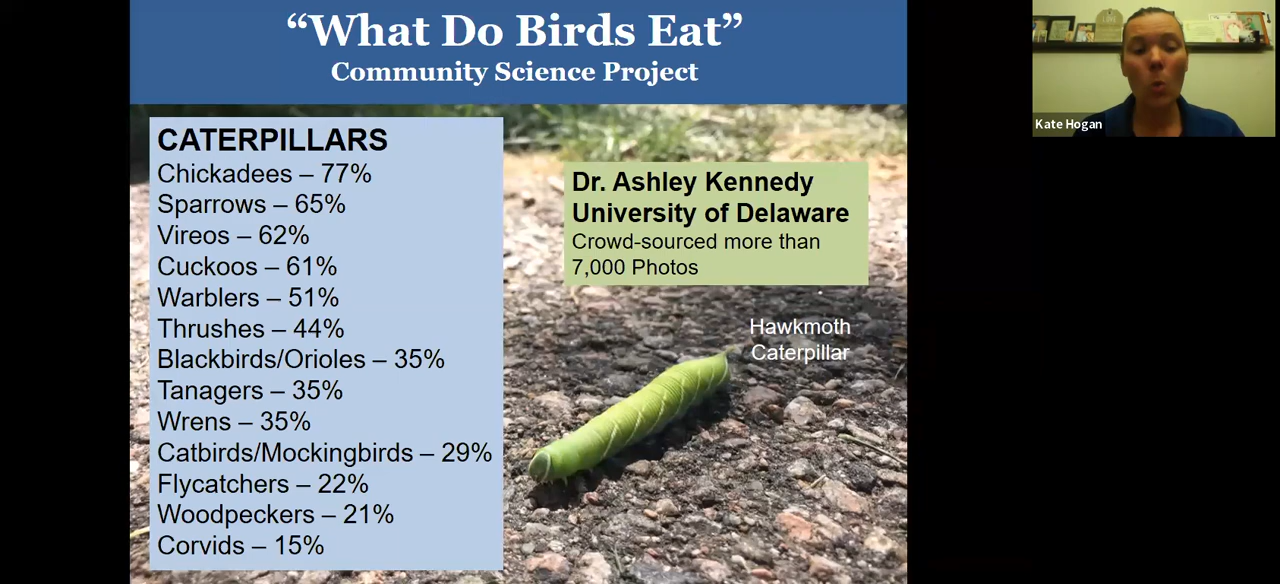 “What Do Birds Eat”
Community Science Project
CATERPILLARS
Chickadees – 77%
Sparrows – 65%
Vireos – 62%
Cuckoos – 61%
Warblers – 51%
Thrushes – 44%
Blackbirds/Orioles – 35%
Tanagers – 35%
Wrens – 35%
Catbirds/Mockingbirds – 29%
Flycatchers – 22%
Woodpeckers – 21%
Corvids – 15%
Dr. Ashley Kennedy
University of Delaware
Crowd-sourced more than
7,000 Photos
Hawkmoth
Caterpillar
Kate Hogan